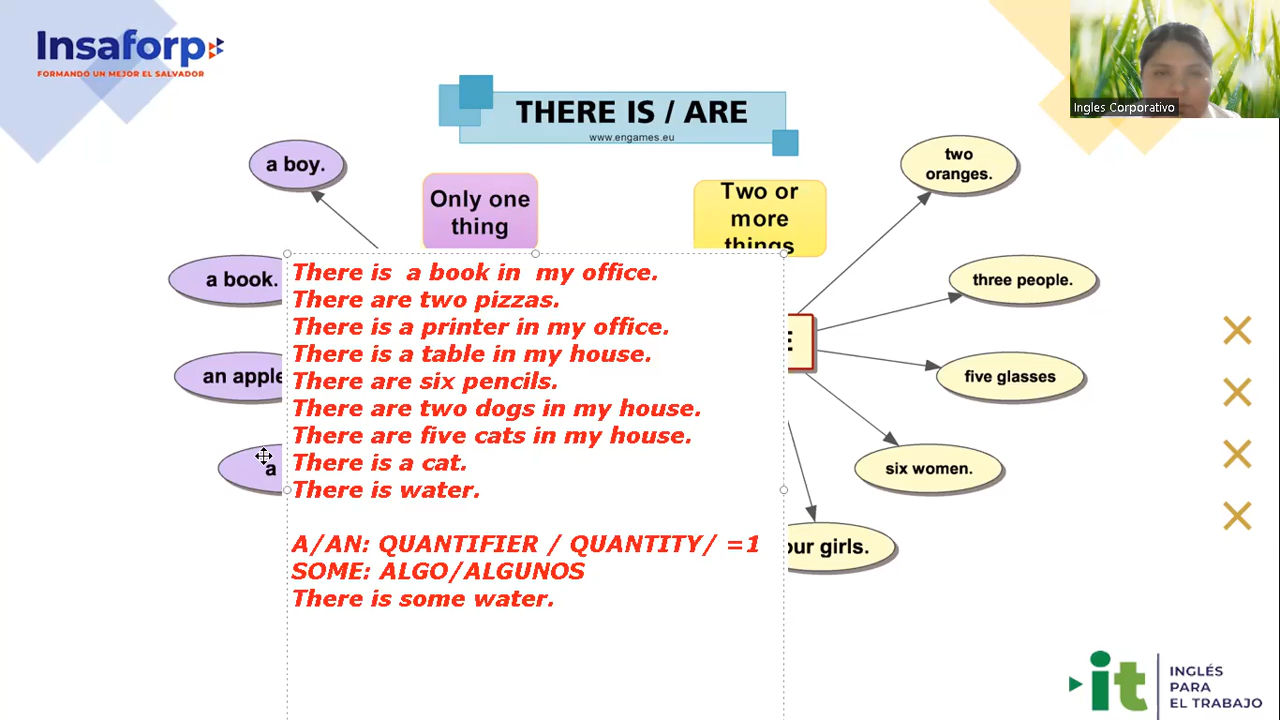 Insaforp
FORMANDO UN MEJOR EL SALVADOR
Ingles Corporativo
THERE IS / ARE
www.engames.eu
a boy.
Only one
thing
Two or
more
things
two
oranges.
a book.
three people.
an apple
five glasses
a
six women.
our girls.
E
There is  a book in  my office.
There are two pizzas.
There is a printer in my office.
There is a table in my house.
There are six pencils.
There are two dogs in my house.
There are five cats in my house.
There is a cat.
There is water.
A/AN: QUANTIFIER / QUANTITY/ =1
SOME: ALGO/ALGUNOS
There is some water.
it
INGLÉS
PARA
EL TRABAJO